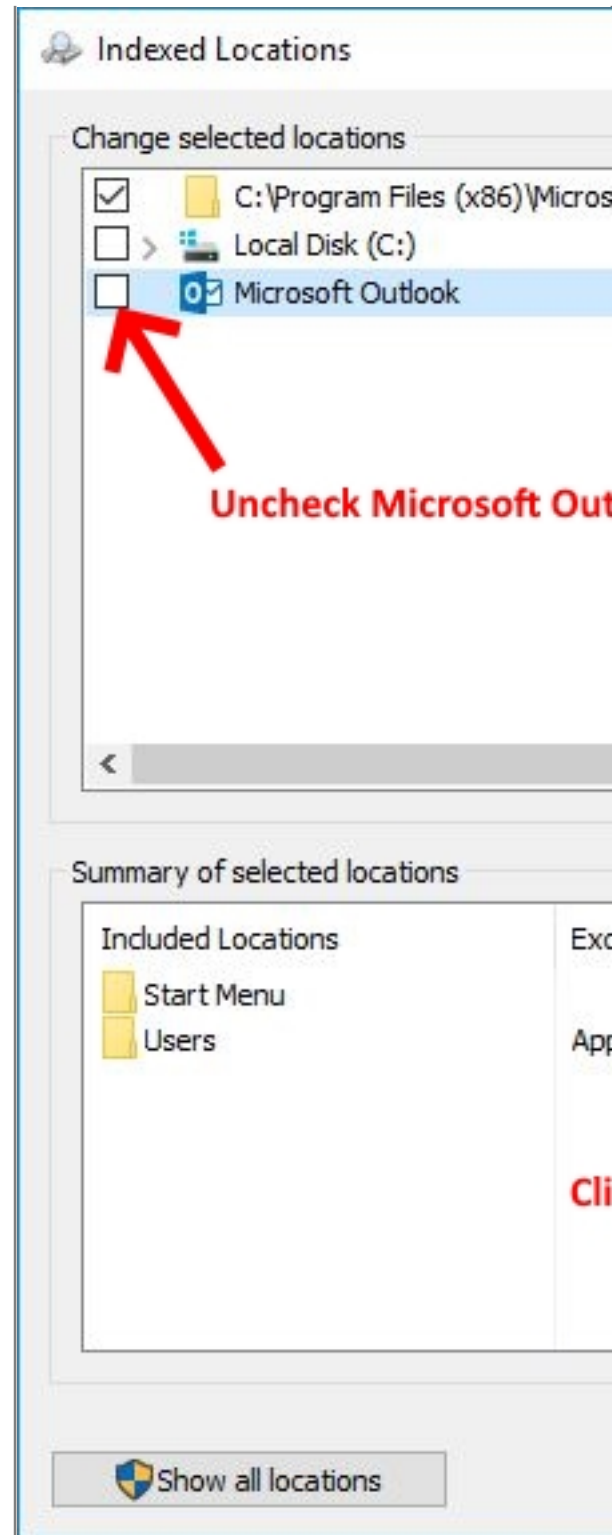 Indexed Locations
Change selected locations
C:\Program Files (x86)\Micros
Local Disk (C:)
Microsoft Outlook
Uncheck Microsoft Out
Summary of selected locations
Included Locations Exc
Start Menu
Users App
Cli
Show all locations